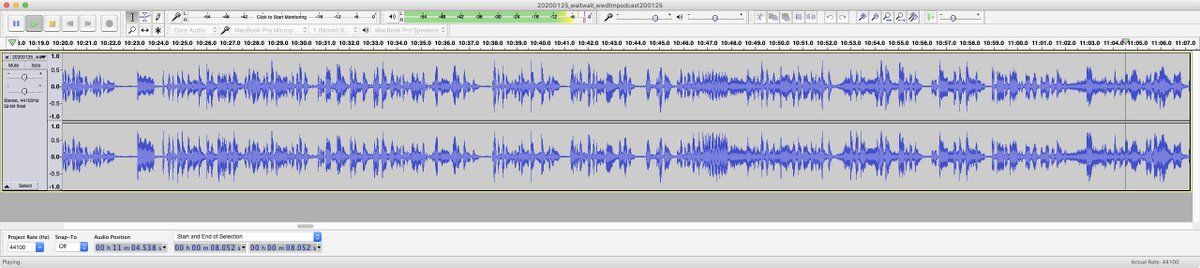 20200125_waitwait_wwdtmpodcast200125
-54 -48 -42 Click to Start Monitoring -18 -12 -6 0
-54 -48 -42 -36 -30 -24 -18 -12 -6 0
Core Audio
MacBook Pro Microp...
1 (Mono) R...
MacBook Pro Speakers
10:19.0 10:20.0 10:21.0 10:22.0 10:23.0 10:24.0 10:25.0 10:26.0 10:27.0 10:28.0 10:29.0 10:30.0 10:31.0 10:32.0 10:33.0 10:34.0 10:35.0 10:36.0 10:37.0 10:38.0 10:39.0 10:40.0 10:41.0 10:42.0 10:43.0 10:44.0 10:45.0 10:46.0 10:47.0 10:48.0 10:49.0 10:50.0 10:51.0 10:52.0 10:53.0 10:54.0 10:55.0 10:56.0 10:57.0 10:58.0 10:59.0 11:00.0 11:01.0 11:02.0 11:03.0 11:04.0 11:05.0 11:06.0 11:07.0
Mute Solo
Stereo, 44100Hz
32-bit float
Select
1.0
0.5
0.0
-0.5
-1.0
1.0
0.5
0.0
-0.5
-1.0
Project Rate (Hz) Snap-To Audio Position Start and End of Selection
44100 Off 00 h 11 m 04.538 s 00 h 00 m 08.052 s 00 h 00 m 08.052 s
Playing. Actual Rate: 44100